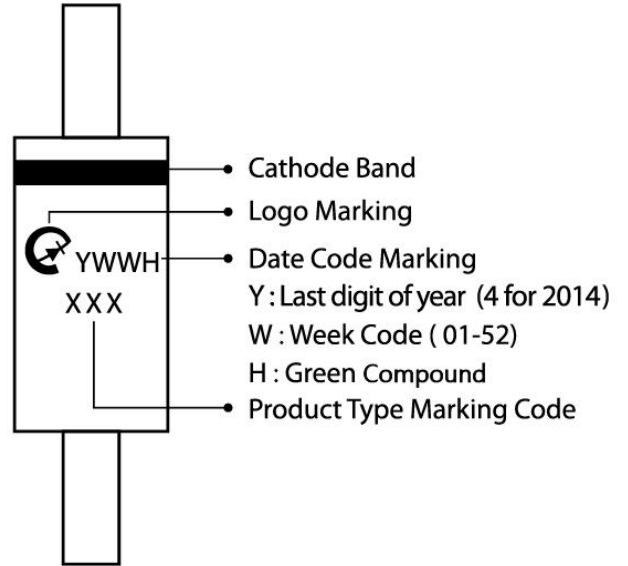 Cathode Band
Logo Marking
YWWH
Date Code Marking
XXX
Y : Last digit of year (4 for 2014)
W : Week Code ( 01-52)
H : Green Compound
Product Type Marking Code